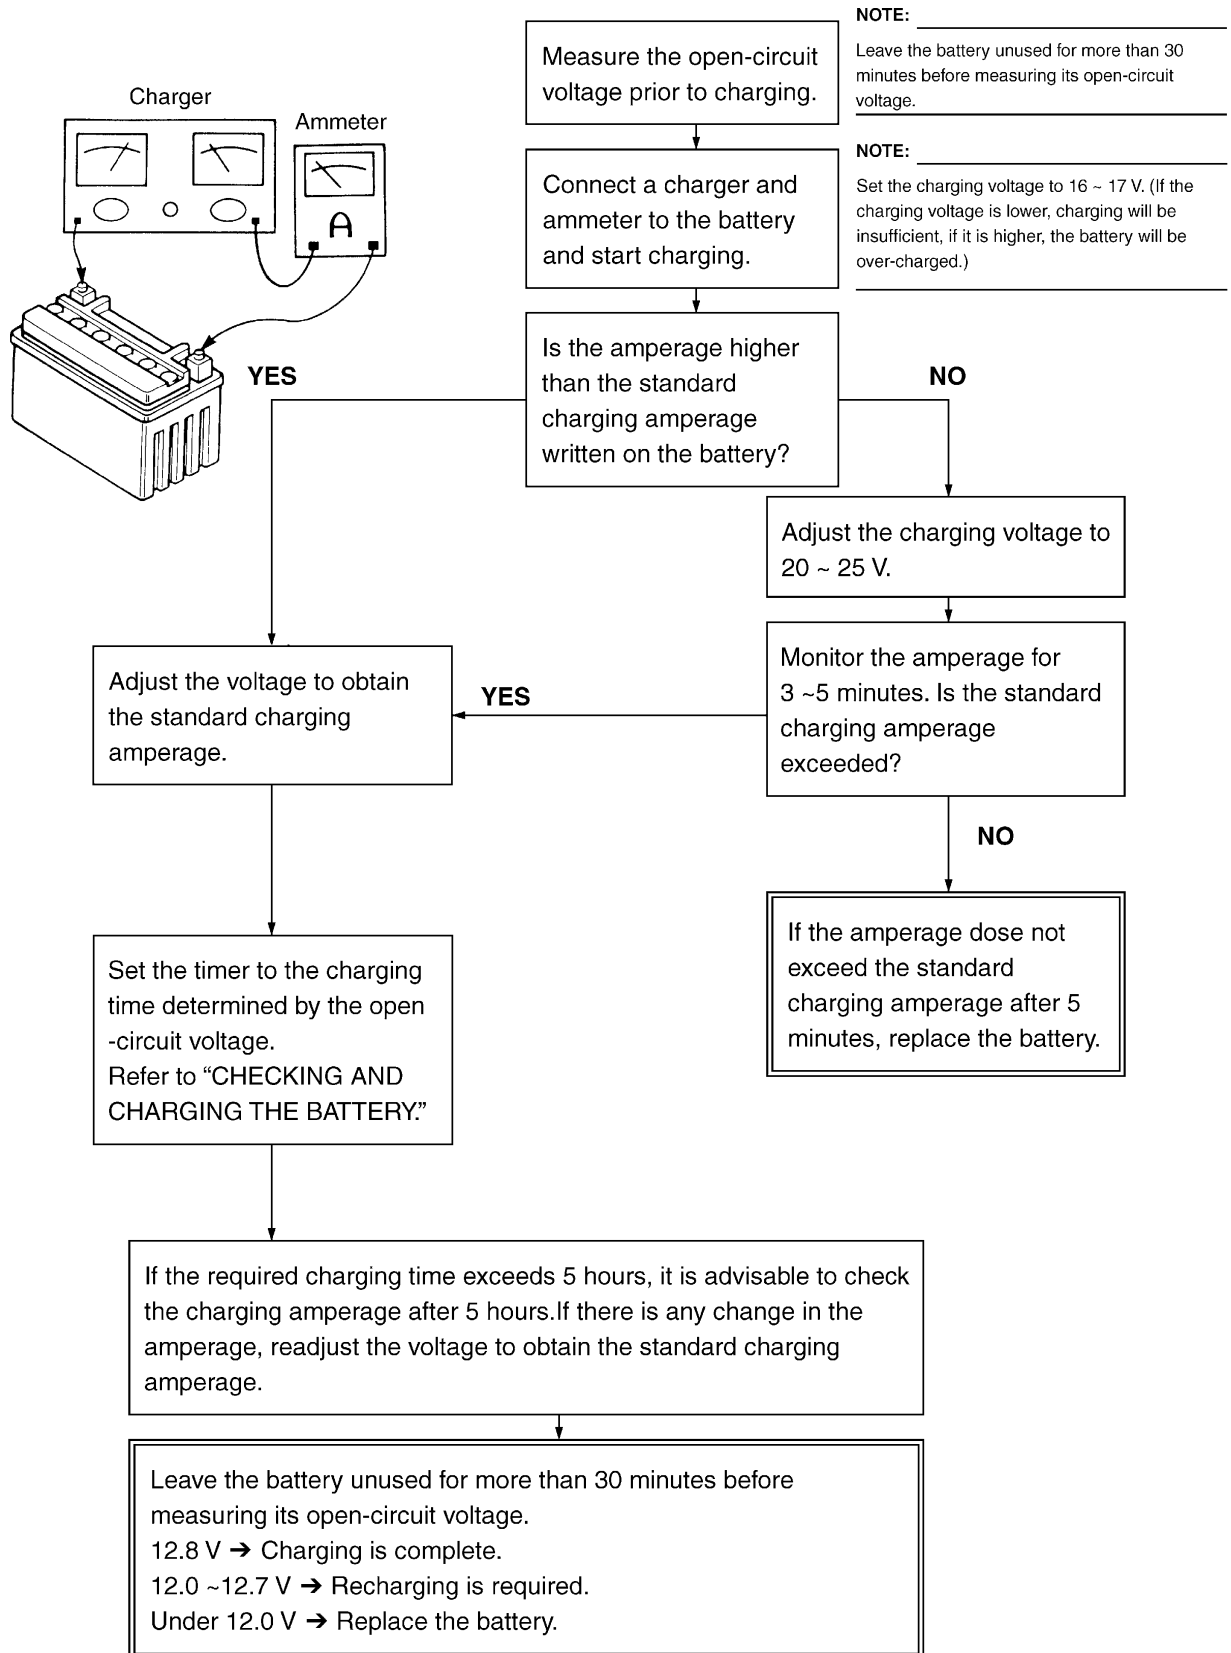 Charger
Ammeter
A
Measure the open-circuit
voltage prior to charging.
NOTE:
Leave the battery unused for more than 30
minutes before measuring its open-circuit
voltage.
Connect a charger and
ammeter to the battery
and start charging.
NOTE:
Set the charging voltage to 16 ~ 17 V. (If the
charging voltage is lower, charging will be
insufficient, if it is higher, the battery will be
over-charged.)
Is the amperage higher
than the standard
charging amperage
written on the battery?
YES
NO
Adjust the charging voltage to
20 ~ 25 V.
Monitor the amperage for
3 ~5 minutes. Is the standard
charging amperage
exceeded?
YES
Adjust the voltage to obtain
the standard charging
amperage.
NO
If the amperage dose not
exceed the standard
charging amperage after 5
minutes, replace the battery.
Set the timer to the charging
time determined by the open
-circuit voltage.
Refer to “CHECKING AND
CHARGING THE BATTERY.”
If the required charging time exceeds 5 hours, it is advisable to check
the charging amperage after 5 hours.If there is any change in the
amperage, readjust the voltage to obtain the standard charging
amperage.
Leave the battery unused for more than 30 minutes before
measuring its open-circuit voltage.
12.8 V ➔ Charging is complete.
12.0 ~12.7 V ➔ Recharging is required.
Under 12.0 V ➔ Replace the battery.